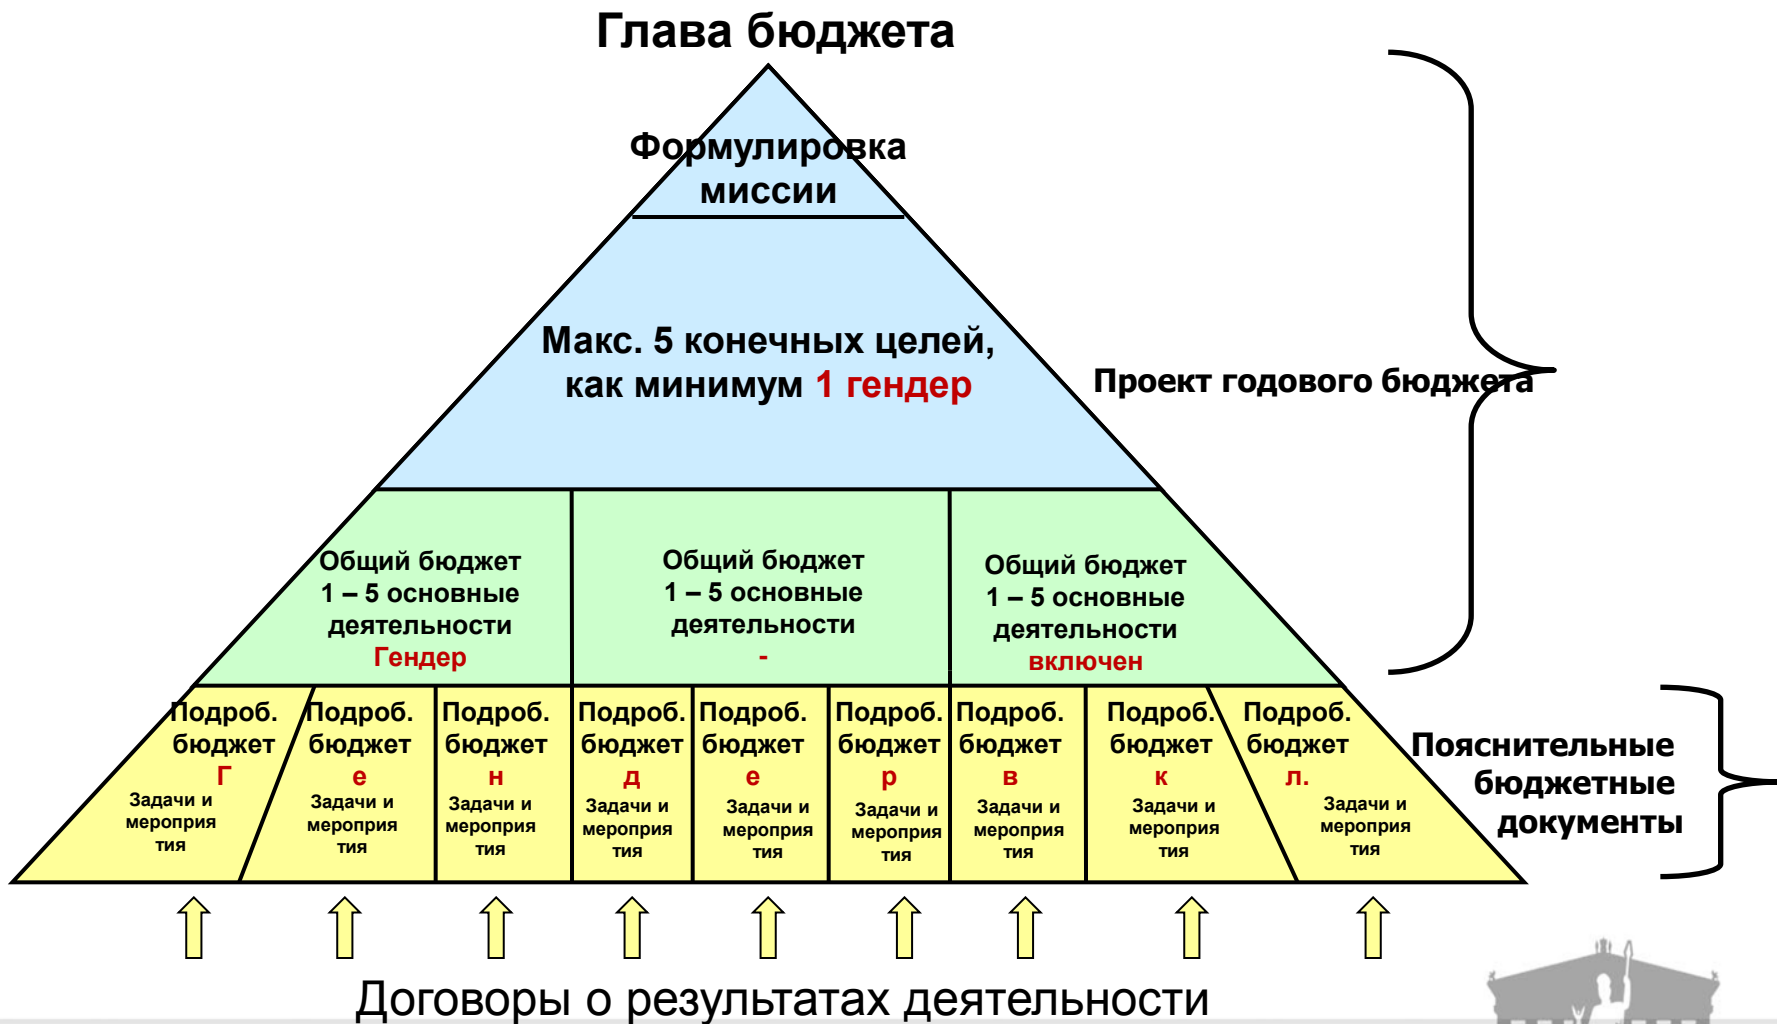 Глава бюджета
Формулировка
миссии
Макс. 5 конечных целей,
как минимум 1 гендер
Проект годового бюджета
Общий бюджет
1 – 5 основные
деятельности
Гендер
Общий бюджет
1 – 5 основные
деятельности
-
Общий бюджет
1 – 5 основные
деятельности
включен
Подроб.
бюджет
Г
Задачи и
мероприя
тия
Подроб.
бюджет
е
Задачи и
мероприя
тия
Подроб.
бюджет
н
Задачи и
мероприя
тия
Подроб.
бюджет
д
Задачи и
мероприя
тия
Подроб.
бюджет
е
Задачи и
мероприя
тия
Подроб.
бюджет
р
Задачи и
мероприя
тия
Подроб.
бюджет
в
Задачи и
мероприя
тия
Подроб.
бюджет
к
Задачи и
мероприя
тия
Подроб.
бюджет
л.
Задачи и
мероприя
тия
Пояснительные
бюджетные
документы
Договоры о результатах деятельности